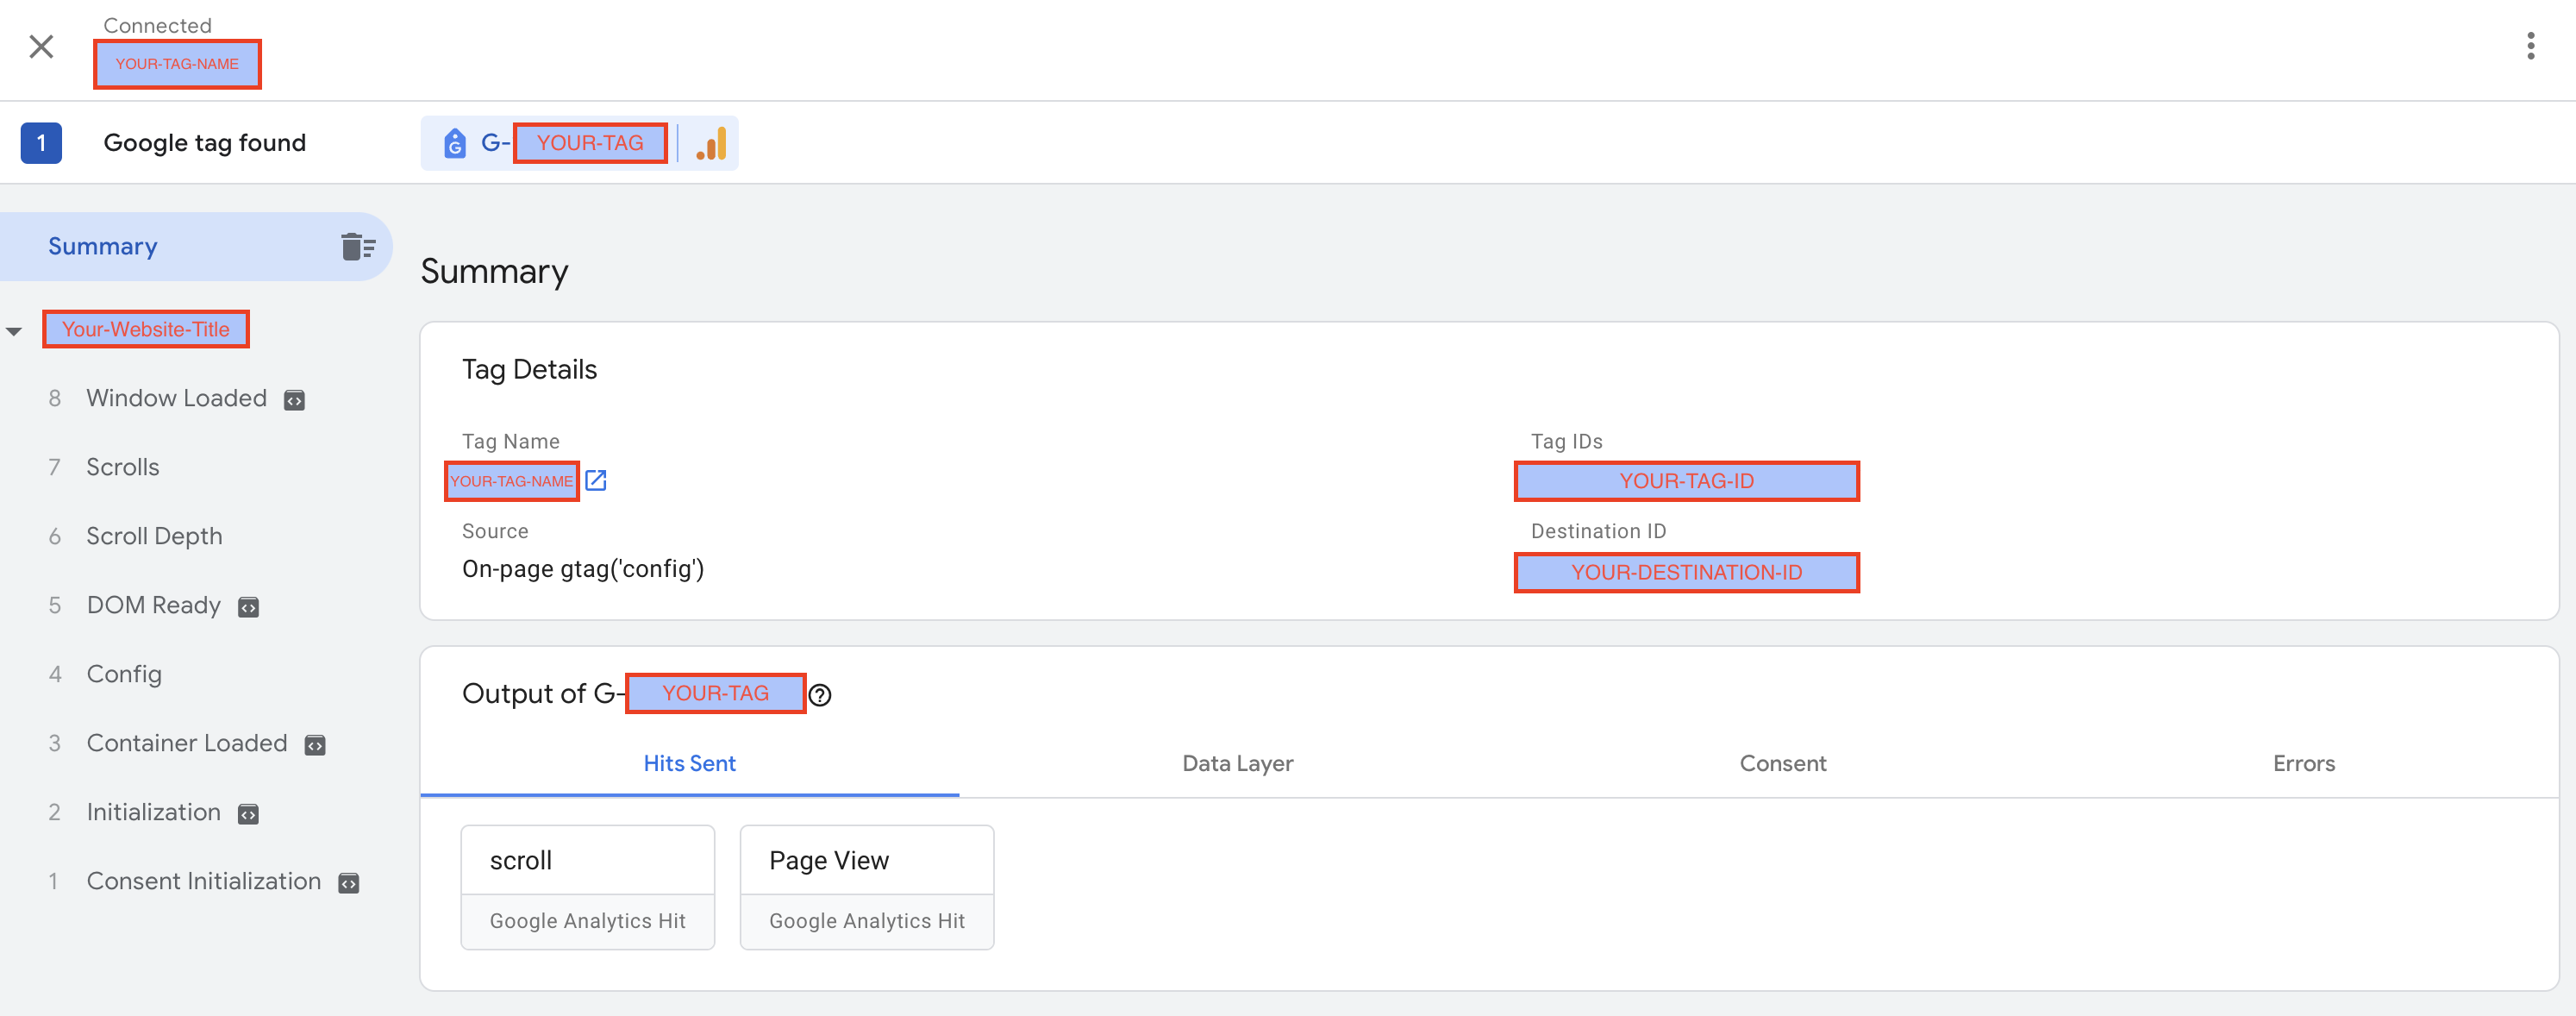 Connected
YOUR-TAG-NAME
1 Google tag found G- YOUR-TAG
Summary
Your-Website-Title
8 Window Loaded
7 Scrolls
6 Scroll Depth
5 DOM Ready
4 Config
3 Container Loaded
2 Initialization
1 Consent Initialization
Summary
Tag Details
Tag Name
YOUR-TAG-NAME
Tag IDs
YOUR-TAG-ID
Source
On-page gtag('config')
Destination ID
YOUR-DESTINATION-ID
Output of G- YOUR-TAG
Hits Sent Data Layer Consent Errors
scroll
Google Analytics Hit
Page View
Google Analytics Hit